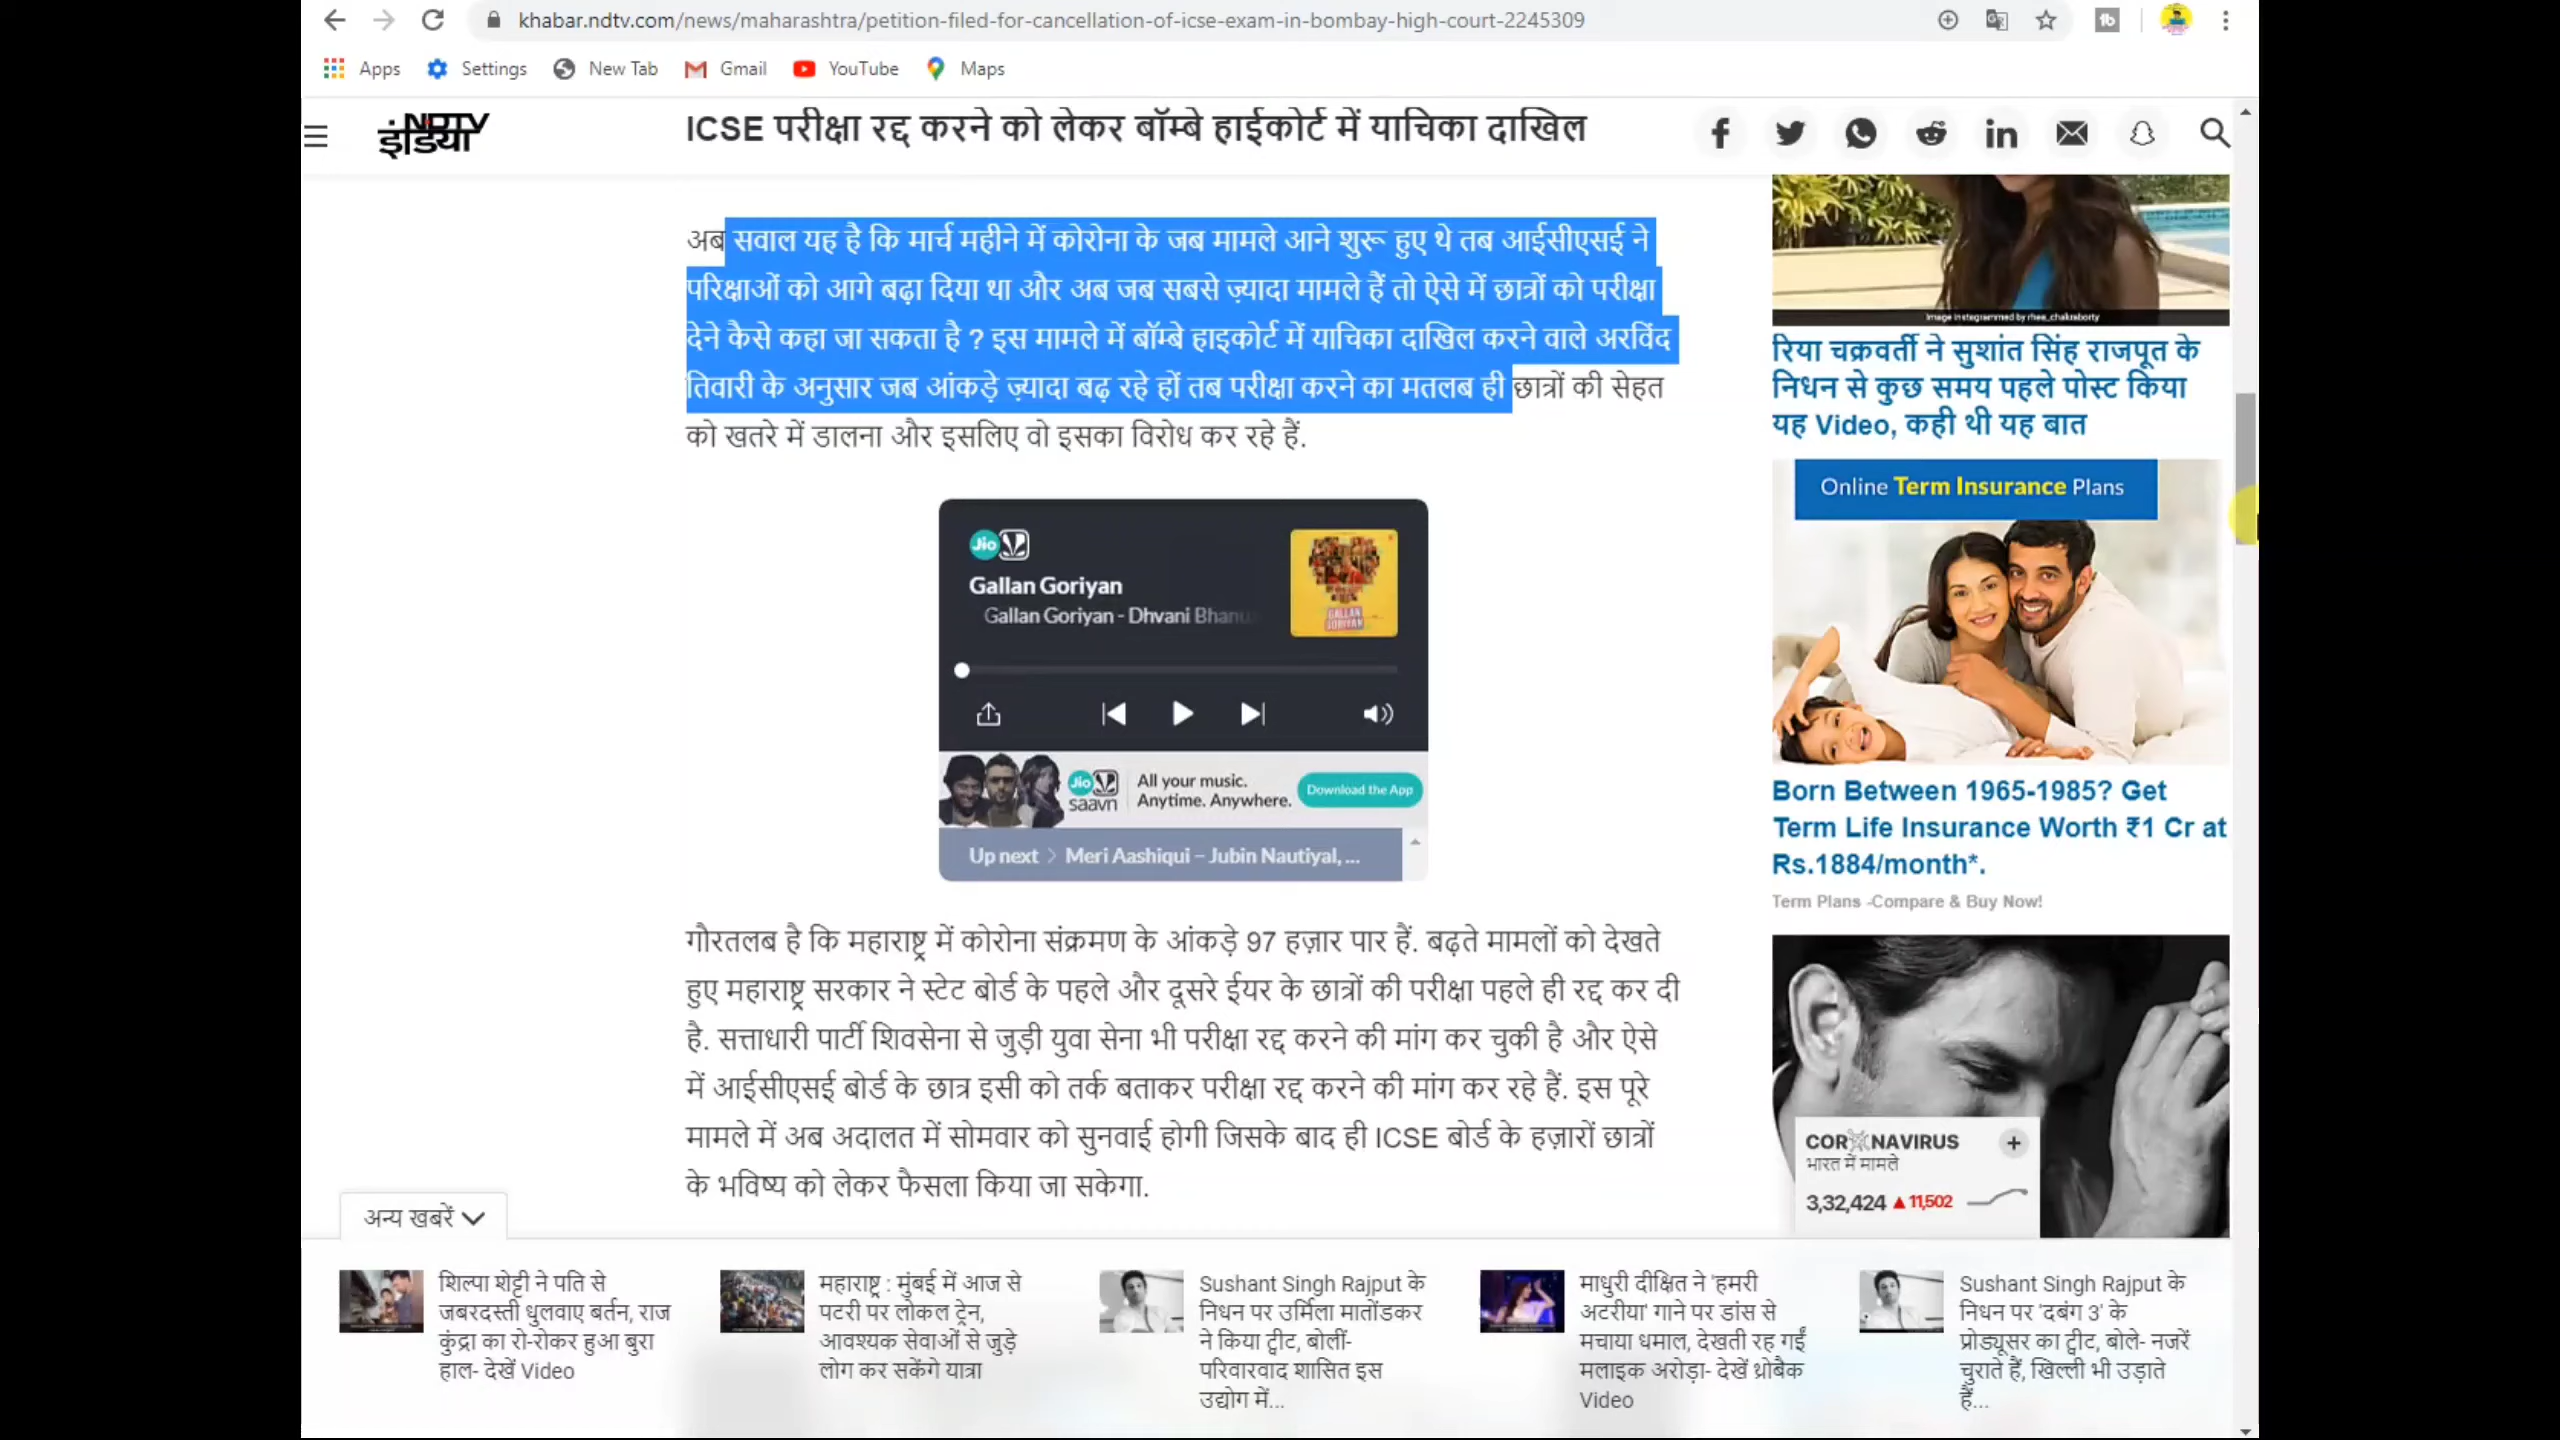 khabar.ndtv.com/news/maharashtra/petition-filed-for-cancellation-of-icse-exam-in-bombay-high-court-2245309
Apps Settings New Tab Gmail YouTube Maps
NDTV
इंडिया
ICSE परीक्षा रद्द करने को लेकर बॉम्बे हाईकोर्ट में याचिका दाखिल
अब सवाल यह है कि मार्च महीने में कोरोना के जब मामले आने शुरू हुए थे तब आईसीएसई ने
परिक्षाओं को आगे बढ़ा दिया था और अब जब सबसे ज़्यादा मामले हैं तो ऐसे में छात्रों को परीक्षा
देने कैसे कहा जा सकता है ? इस मामले में बॉम्बे हाइकोर्ट में याचिका दाखिल करने वाले अरविंद
तिवारी के अनुसार जब आंकड़े ज़्यादा बढ़ रहे हों तब परीक्षा करने का मतलब ही छात्रों की सेहत
को खतरे में डालना और इसलिए वो इसका विरोध कर रहे हैं.
Jio
Gallan Goriyan
Gallan Goriyan - Dhvani Bhanu
GALLAN
GORIYAN
Jio
saavn
All your music.
Anytime. Anywhere.
Download the App
Up next > Meri Aashiqui – Jubin Nautiyal, ...
गौरतलब है कि महाराष्ट्र में कोरोना संक्रमण के आंकड़े 97 हज़ार पार हैं. बढ़ते मामलों को देखते
हुए महाराष्ट्र सरकार ने स्टेट बोर्ड के पहले और दूसरे ईयर के छात्रों की परीक्षा पहले ही रद्द कर दी
है. सत्ताधारी पार्टी शिवसेना से जुड़ी युवा सेना भी परीक्षा रद्द करने की मांग कर चुकी है और ऐसे
में आईसीएसई बोर्ड के छात्र इसी को तर्क बताकर परीक्षा रद्द करने की मांग कर रहे हैं. इस पूरे
मामले में अब अदालत में सोमवार को सुनवाई होगी जिसके बाद ही ICSE बोर्ड के हज़ारों छात्रों
के भविष्य को लेकर फैसला किया जा सकेगा.
Image instagrammed by rhea_chakraborty
रिया चक्रवर्ती ने सुशांत सिंह राजपूत के
निधन से कुछ समय पहले पोस्ट किया
यह Video, कही थी यह बात
Online Term Insurance Plans
Born Between 1965-1985? Get
Term Life Insurance Worth ₹1 Cr at
Rs.1884/month*.
Term Plans -Compare & Buy Now!
CORONAVIRUS +
भारत में मामले
3,32,424 ▲11,502
अन्य खबरें
शिल्पा शेट्टी ने पति से
जबरदस्ती धुलवाए बर्तन, राज
कुंद्रा का रो-रोकर हुआ बुरा
हाल- देखें Video
महाराष्ट्र : मुंबई में आज से
पटरी पर लोकल ट्रेन,
आवश्यक सेवाओं से जुड़े
लोग कर सकेंगे यात्रा
Sushant Singh Rajput के
निधन पर उर्मिला मातोंडकर
ने किया ट्वीट, बोलीं-
परिवारवाद शासित इस
उद्योग में...
माधुरी दीक्षित ने 'हमरी
अटरीया' गाने पर डांस से
मचाया धमाल, देखती रह गईं
मलाइक अरोड़ा- देखें थ्रोबैक
Video
Sushant Singh Rajput के
निधन पर 'दबंग 3' के
प्रोड्यूसर का ट्वीट, बोले- नजरें
चुराते हैं, खिल्ली भी उड़ाते
हैं...